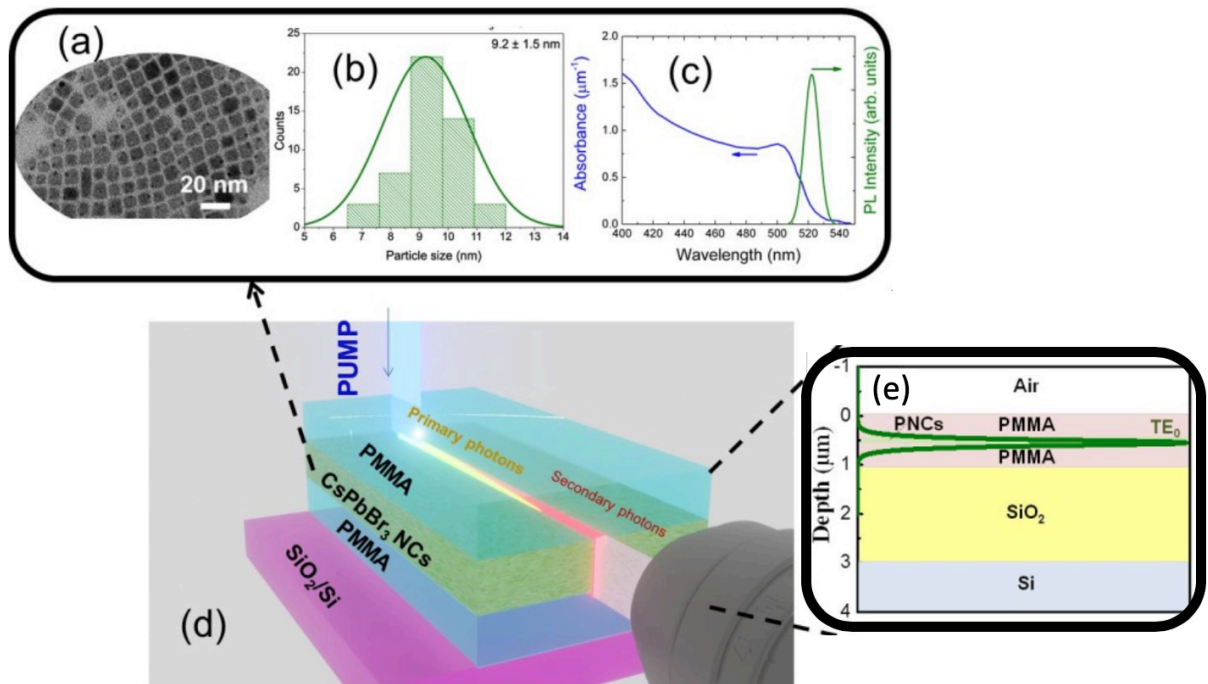 (a)
20 nm
(b)
9.2 ± 1.5 nm
25
20
15
10
5
0
Counts
5 6 7 8 9 10 11 12 13 14
Particle size (nm)
(c)
Absorbance (µm⁻¹)
2.0
1.5
1.0
0.5
0.0
400 420 440 460 480 500 520 540
Wavelength (nm)
PL Intensity (arb. units)
PUMP
Primary photons
Secondary photons
PMMA
CsPbBr₃ NCs
PMMA
SiO₂/Si
(d)
(e)
-1
0
1
2
3
4
Depth (µm)
Air
PNCs PMMA TE₀
PMMA
SiO₂
Si